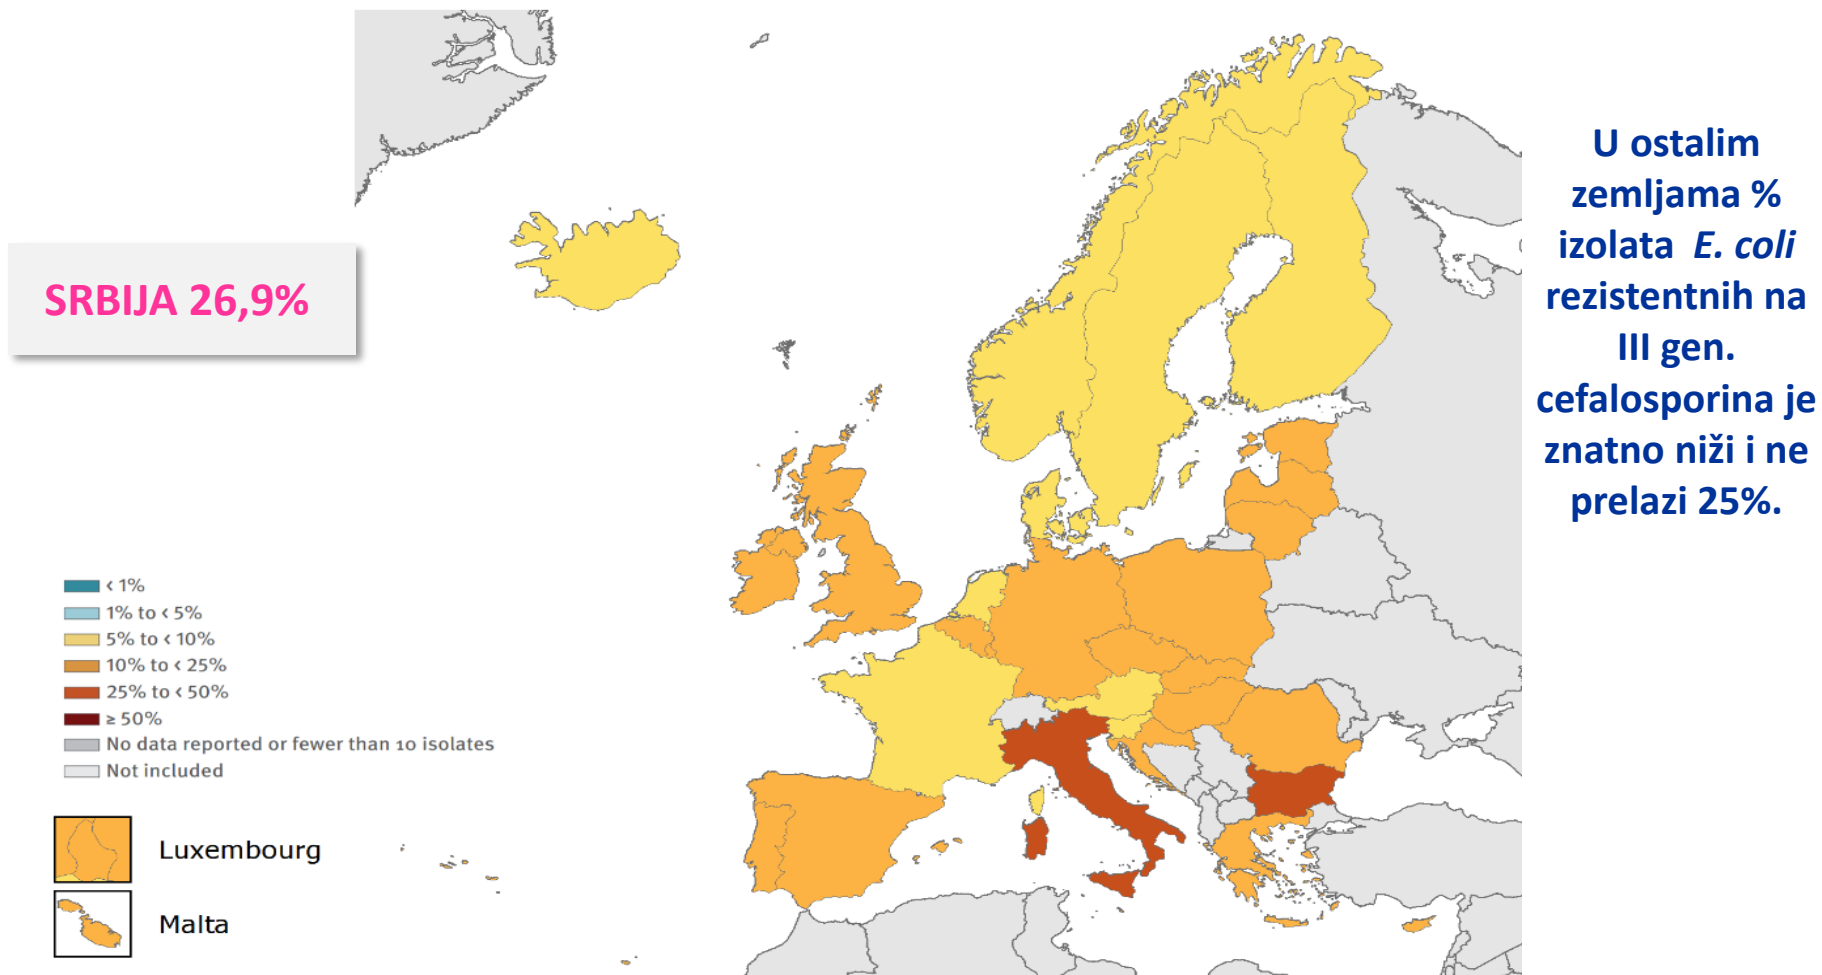 SRBIJA 26,9%
U ostalim
zemljama %
izolata E. coli
rezistentnih na
III gen.
cefalosporina je
znatno niži i ne
prelazi 25%.
< 1%
1% to < 5%
5% to < 10%
10% to < 25%
25% to < 50%
≥ 50%
No data reported or fewer than 10 isolates
Not included
Luxembourg
Malta